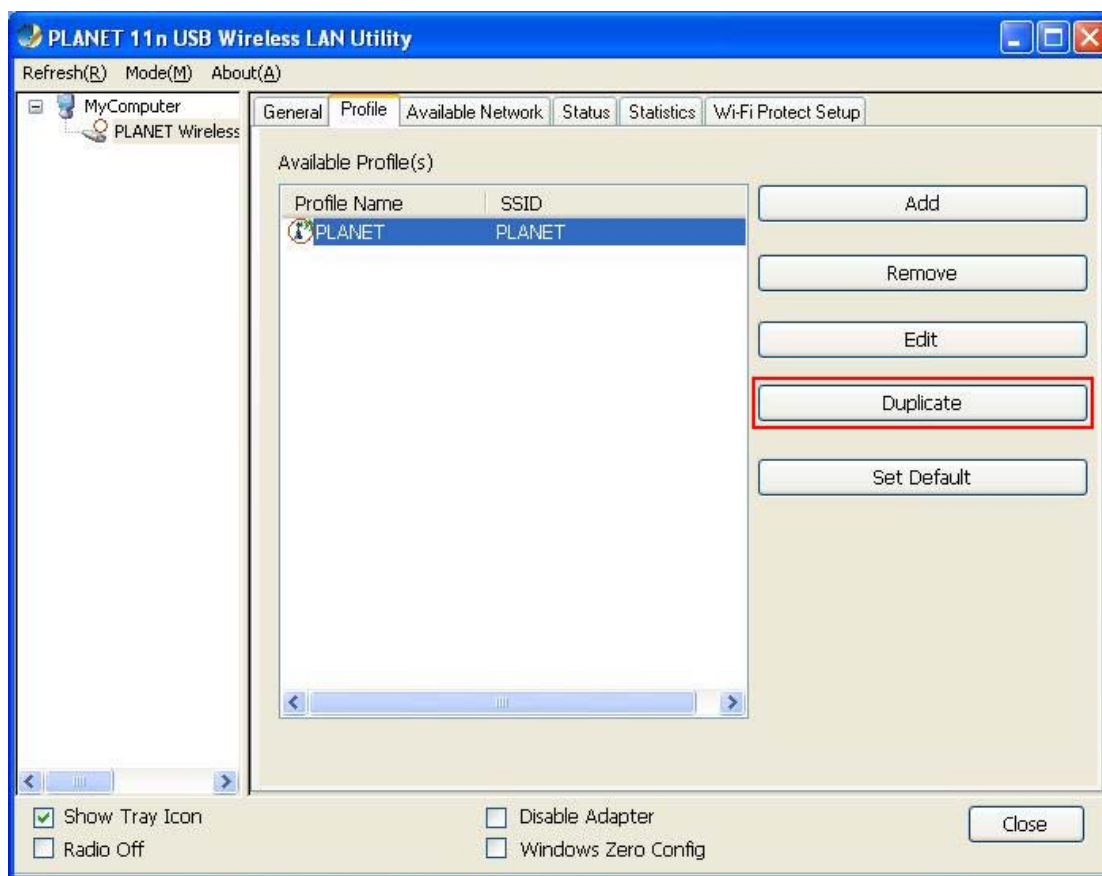 PLANET 11n USB Wireless LAN Utility
Refresh(R) Mode(M) About(A)
MyComputer
PLANET Wireless
General Profile Available Network Status Statistics Wi-Fi Protect Setup
Available Profile(s)
Profile Name SSID
PLANET PLANET
Add
Remove
Edit
Duplicate
Set Default
Show Tray Icon
Radio Off
Disable Adapter
Windows Zero Config
Close